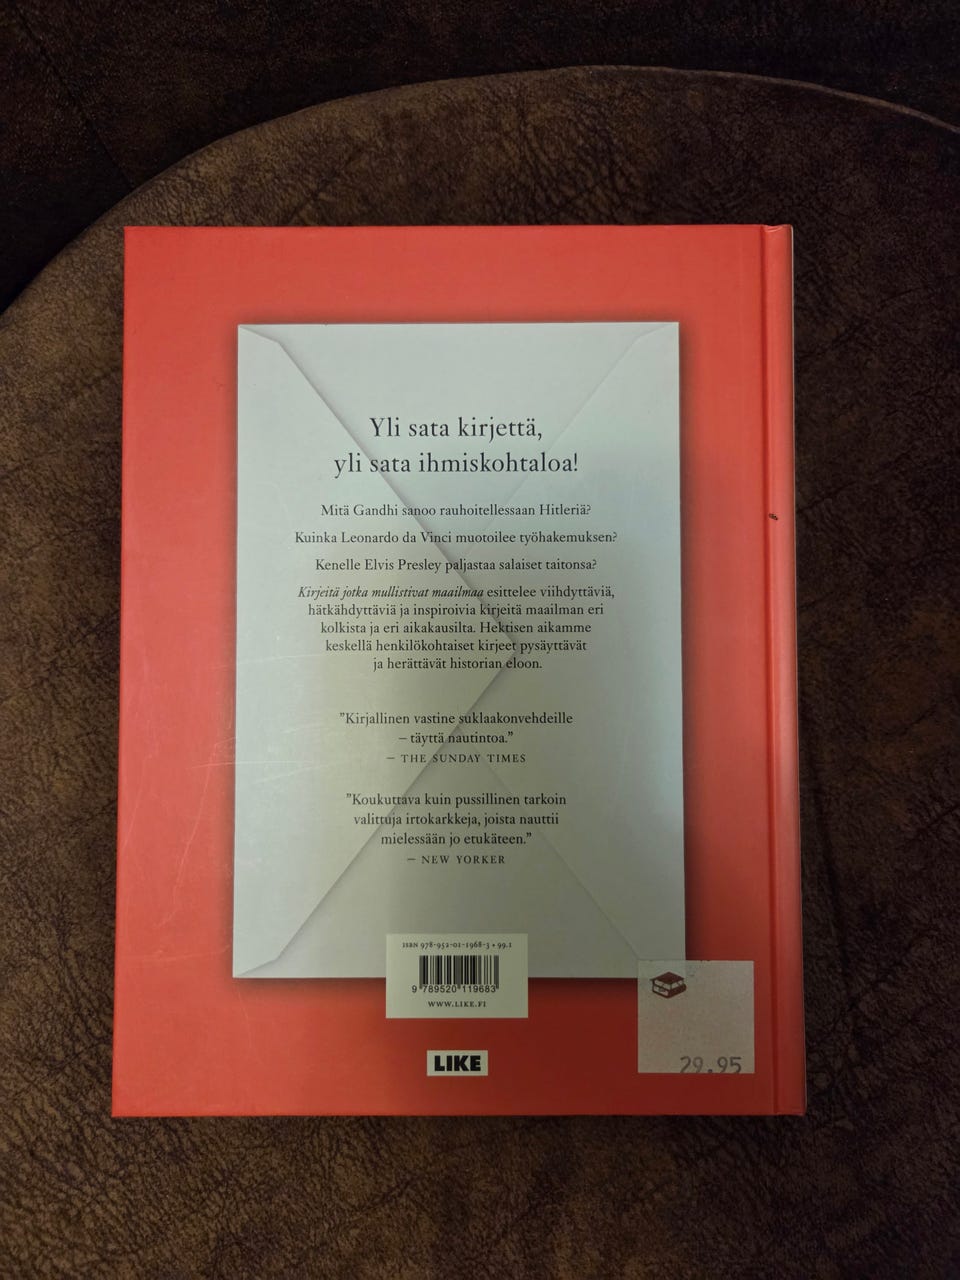 Yli sata kirjettä,
yli sata ihmiskohtaloa!
Mitä Gandhi sanoo rauhoitellessaan Hitleriä?
Kuinka Leonardo da Vinci muotoilee työhakemuksen?
Kenelle Elvis Presley paljastaa salaiset taitonsa?
Kirjeitä jotka mullistivat maailmaa esittelee viihdyttäviä,
hätkähdyttäviä ja inspiroivia kirjeitä maailman eri
kolkista ja eri aikakausilta. Hektisen aikamme
keskellä henkilökohtaiset kirjeet pysäyttävät
ja herättävät historian eloon.
”Kirjallinen vastine suklaakonvehdeille
– täyttä nautintoa.”
– THE SUNDAY TIMES
”Koukuttava kuin pussillinen tarkoin
valittuja irtokarkkeja, joista nauttii
mielessään jo etukäteen.”
– NEW YORKER
ISBN 978-952-01-1968-3 • 99.1
9 789520 119683
WWW.LIKE.FI
LIKE
29.95